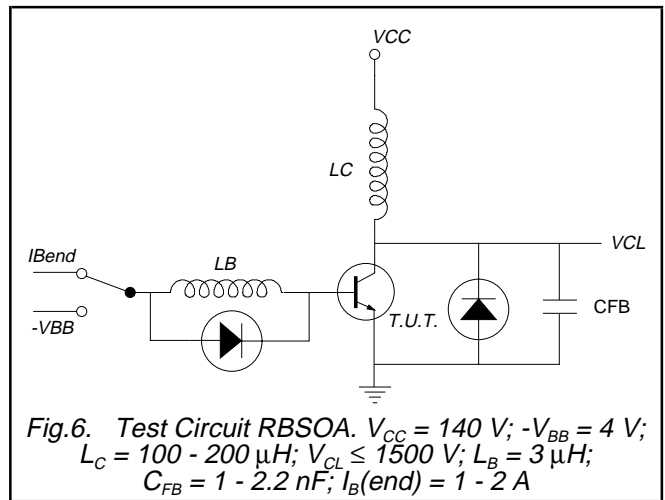 VCC
LC
IBend
LB
VCL
-VBB
T.U.T.
CFB
Fig.6. Test Circuit RBSOA. VCC = 140 V; -VBB = 4 V;
LC = 100 - 200 μH; VCL ≤ 1500 V; LB = 3 μH;
CFB = 1 - 2.2 nF; IB(end) = 1 - 2 A